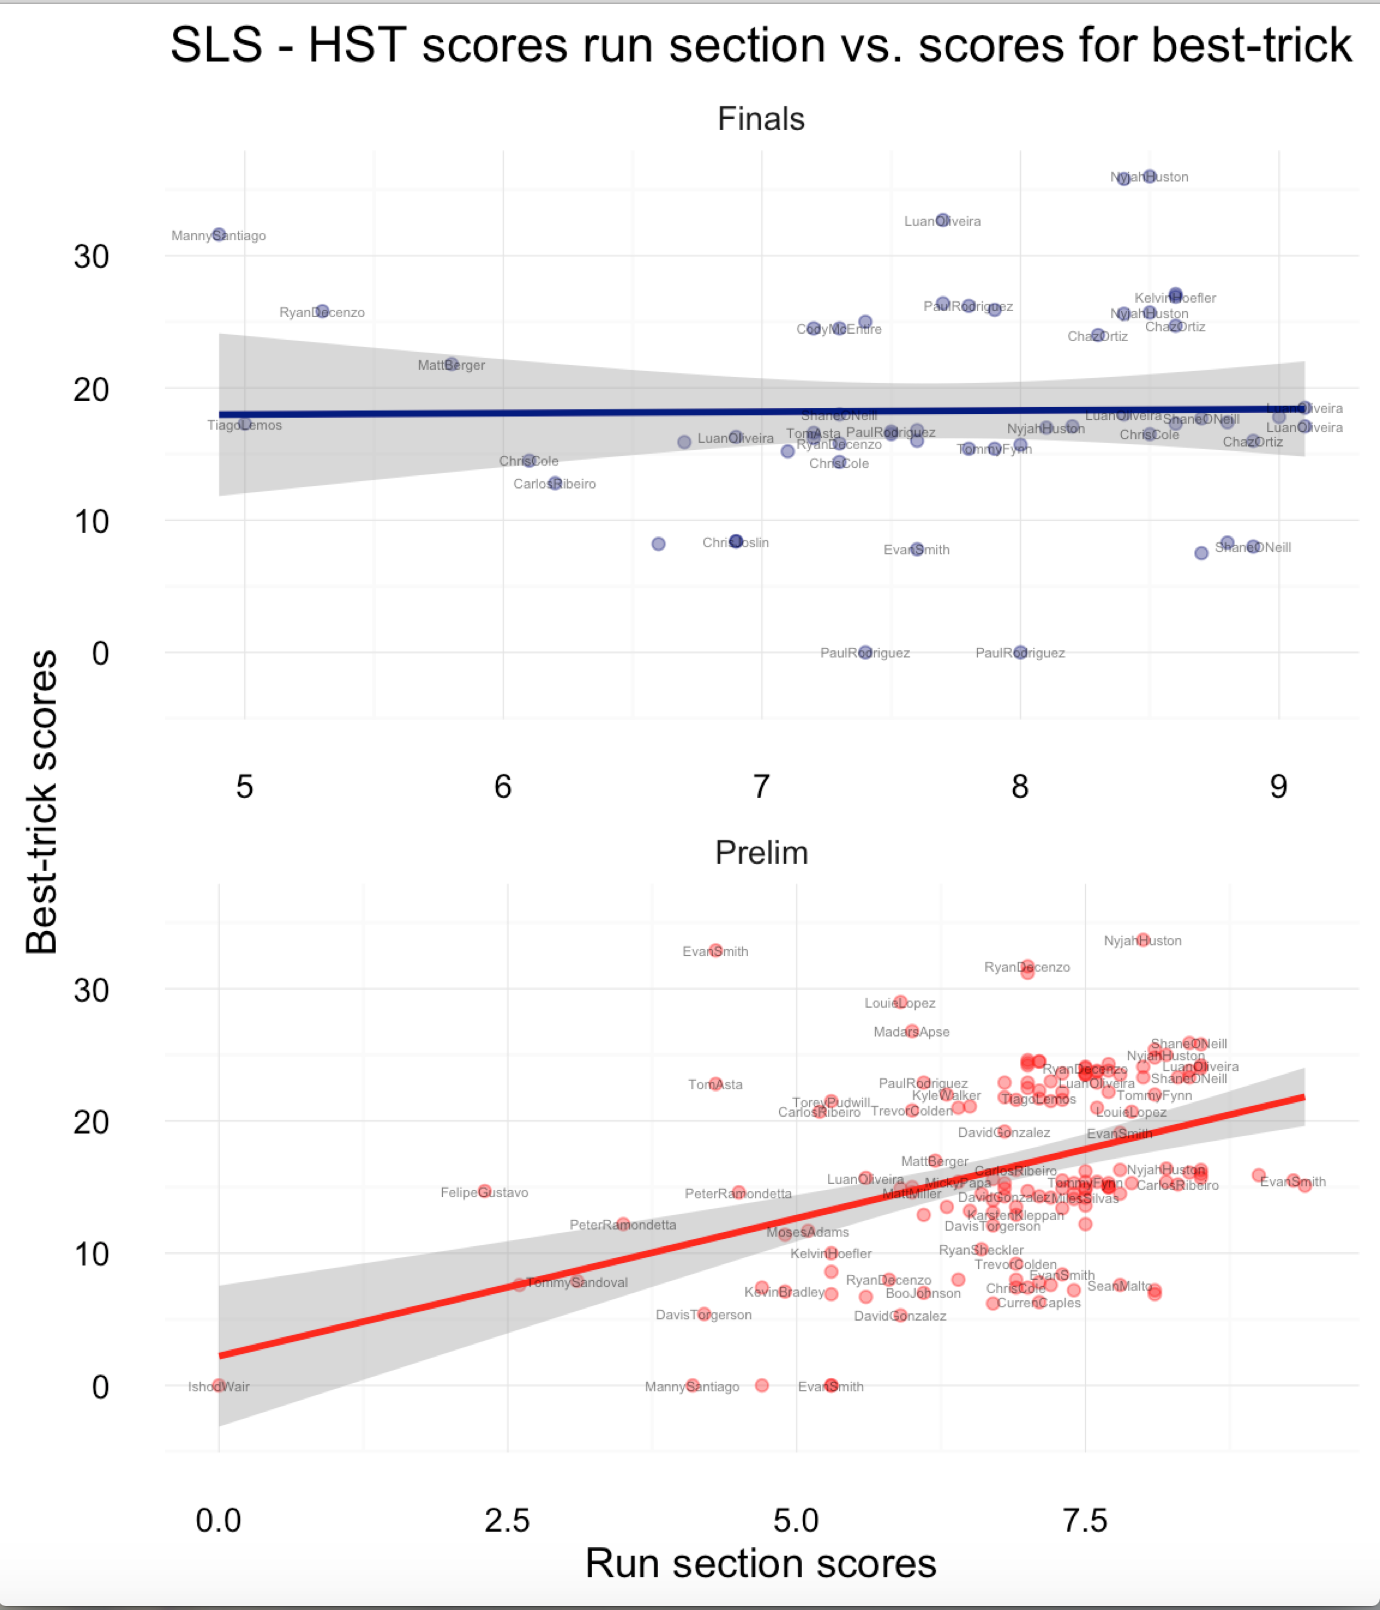 SLS - HST scores run section vs. scores for best-trick
Finals
NyjahHuston
LuanOliveira
MannySantiago
30
KelvinHoefler
PaulRodriguez
RyanDecenzo
NyjahHuston
ChazOrtiz
CodyMcEntire
ChazOrtiz
MattBerger
20
LuanOliveira
ShaneONeill
LuanOliveira
ShaneONeill
TiagoLemos
LuanOliveira
NyjahHuston
TomAsta
PaulRodriguez
ChrisCole
LuanOliveira
ChazOrtiz
RyanDecenzo
TommyFynn
ChrisCole
ChrisCole
CarlosRibeiro
10
ChrisJoslin
EvanSmith
ShaneONeill
0
PaulRodriguez
PaulRodriguez
5 6 7 8 9
Best-trick scores
Prelim
NyjahHuston
EvanSmith
RyanDecenzo
30
LouieLopez
MadarsApse
ShaneONeill
NyjahHuston
LuanOliveira
RyanDecenzo
ShaneONeill
TomAsta
PaulRodriguez
LuanOliveira
KyleWalker
TommyFynn
TiagoLemos
ToreyPudwill
CarlosRibeiro
TrevorColden
LouieLopez
20
DavidGonzalez
EvanSmith
MattBerger
CarlosRibeiro
NyjahHuston
LuanOliveira
MickyPapa
TommyFynn
CarlosRibeiro
EvanSmith
FelipeGustavo
PeterRamondetta
MattMiller
DavidGonzalez
MilesSilvas
KarstenKleppan
PeterRamondetta
DavisTorgerson
MosesAdams
10
KelvinHoefler
RyanSheckler
TrevorColden
EvanSmith
TommySandoval
RyanDecenzo
ChrisCole
SeanMalto
KevinBradley
BooJohnson
CurrenCaples
DavisTorgerson
DavidGonzalez
0
IshodWair
MannySantiago
EvanSmith
0.0 2.5 5.0 7.5
Run section scores